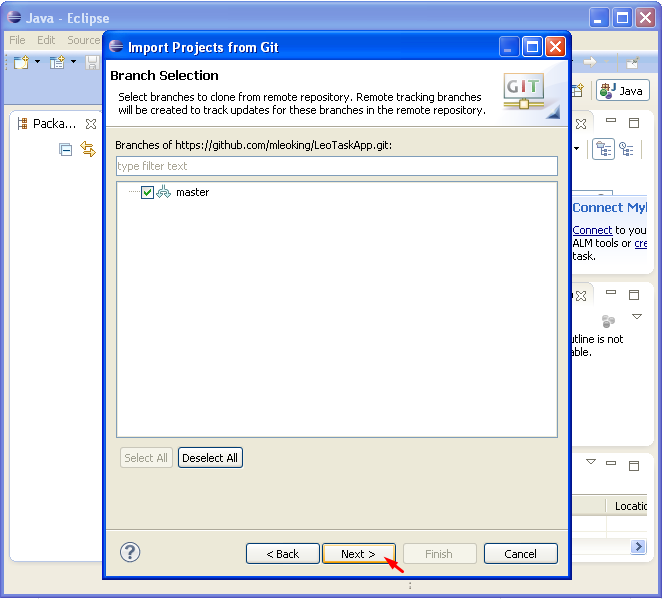 Java - Eclipse
File Edit Source
Import Projects from Git
Branch Selection
Select branches to clone from remote repository. Remote tracking branches
will be created to track updates for these branches in the remote repository.
GIT
Java
Packa...
Branches of https://github.com/mleoking/LeoTaskApp.git:
type filter text
master
Connect Myl
Connect to you
ALM tools or cre
task.
utline is not
able.
Select All Deselect All
Locatio
< Back Next > Finish Cancel